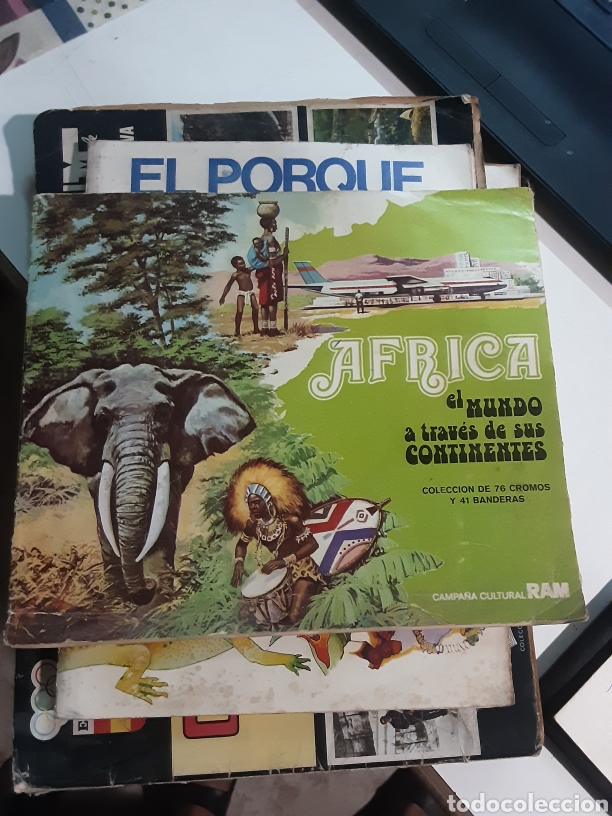 EL PORQUE
AFRICA
el MUNDO
a través de sus
CONTINENTES
COLECCION DE 76 CROMOS
Y 41 BANDERAS
CAMPAÑA CULTURAL RAM
todocoleccion